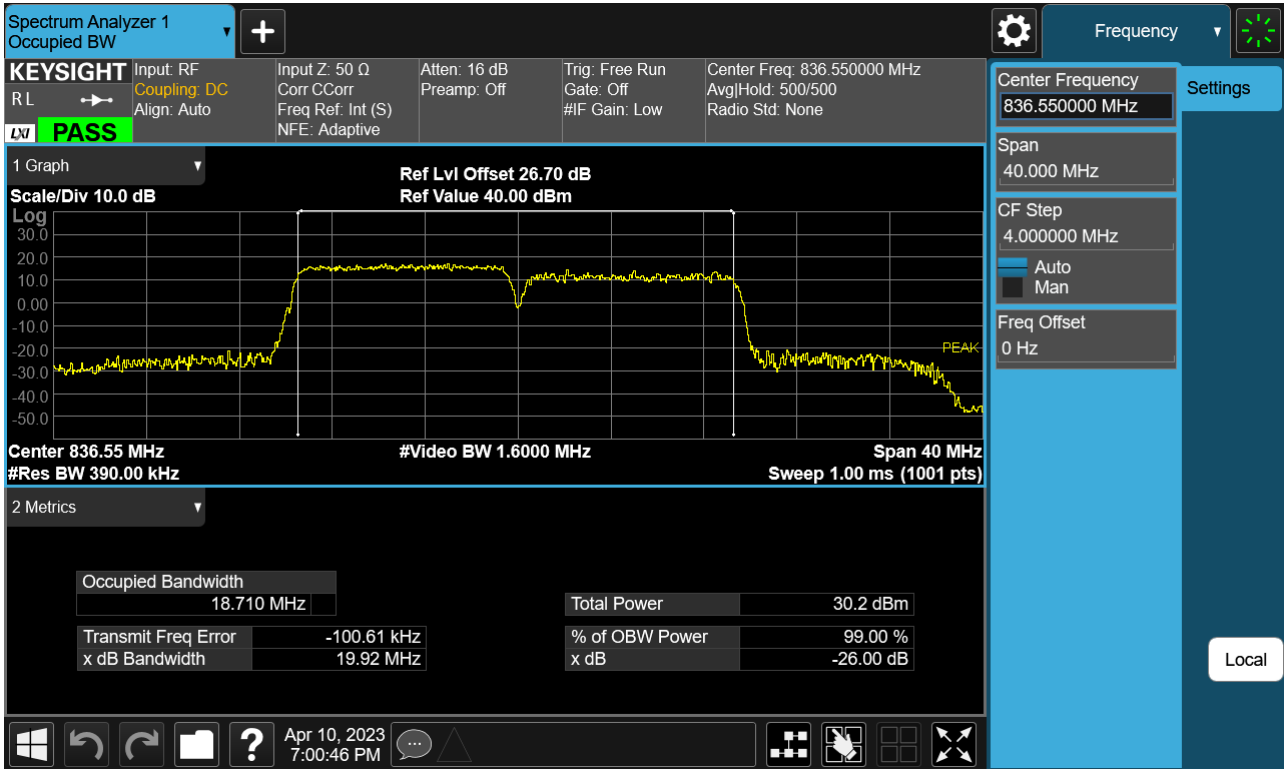 Spectrum Analyzer 1
Occupied BW
Frequency
KEYSIGHT
R L
LXI PASS
Input: RF
Coupling: DC
Align: Auto
Input Z: 50 Ω
Corr CCorr
Freq Ref: Int (S)
NFE: Adaptive
Atten: 16 dB
Preamp: Off
Trig: Free Run
Gate: Off
#IF Gain: Low
Center Freq: 836.550000 MHz
Avg|Hold: 500/500
Radio Std: None
Center Frequency
836.550000 MHz
Settings
Span
40.000 MHz
CF Step
4.000000 MHz
Auto
Man
Freq Offset
0 Hz
1 Graph
Ref Lvl Offset 26.70 dB
Scale/Div 10.0 dB
Ref Value 40.00 dBm
Log
30.0
20.0
10.0
0.00
-10.0
-20.0
-30.0
-40.0
-50.0
PEAK
Center 836.55 MHz
#Video BW 1.6000 MHz
Span 40 MHz
#Res BW 390.00 kHz
Sweep 1.00 ms (1001 pts)
2 Metrics
Occupied Bandwidth
18.710 MHz
Total Power 30.2 dBm
Transmit Freq Error -100.61 kHz
% of OBW Power 99.00 %
x dB Bandwidth 19.92 MHz
x dB -26.00 dB
Local
?
Apr 10, 2023
7:00:46 PM